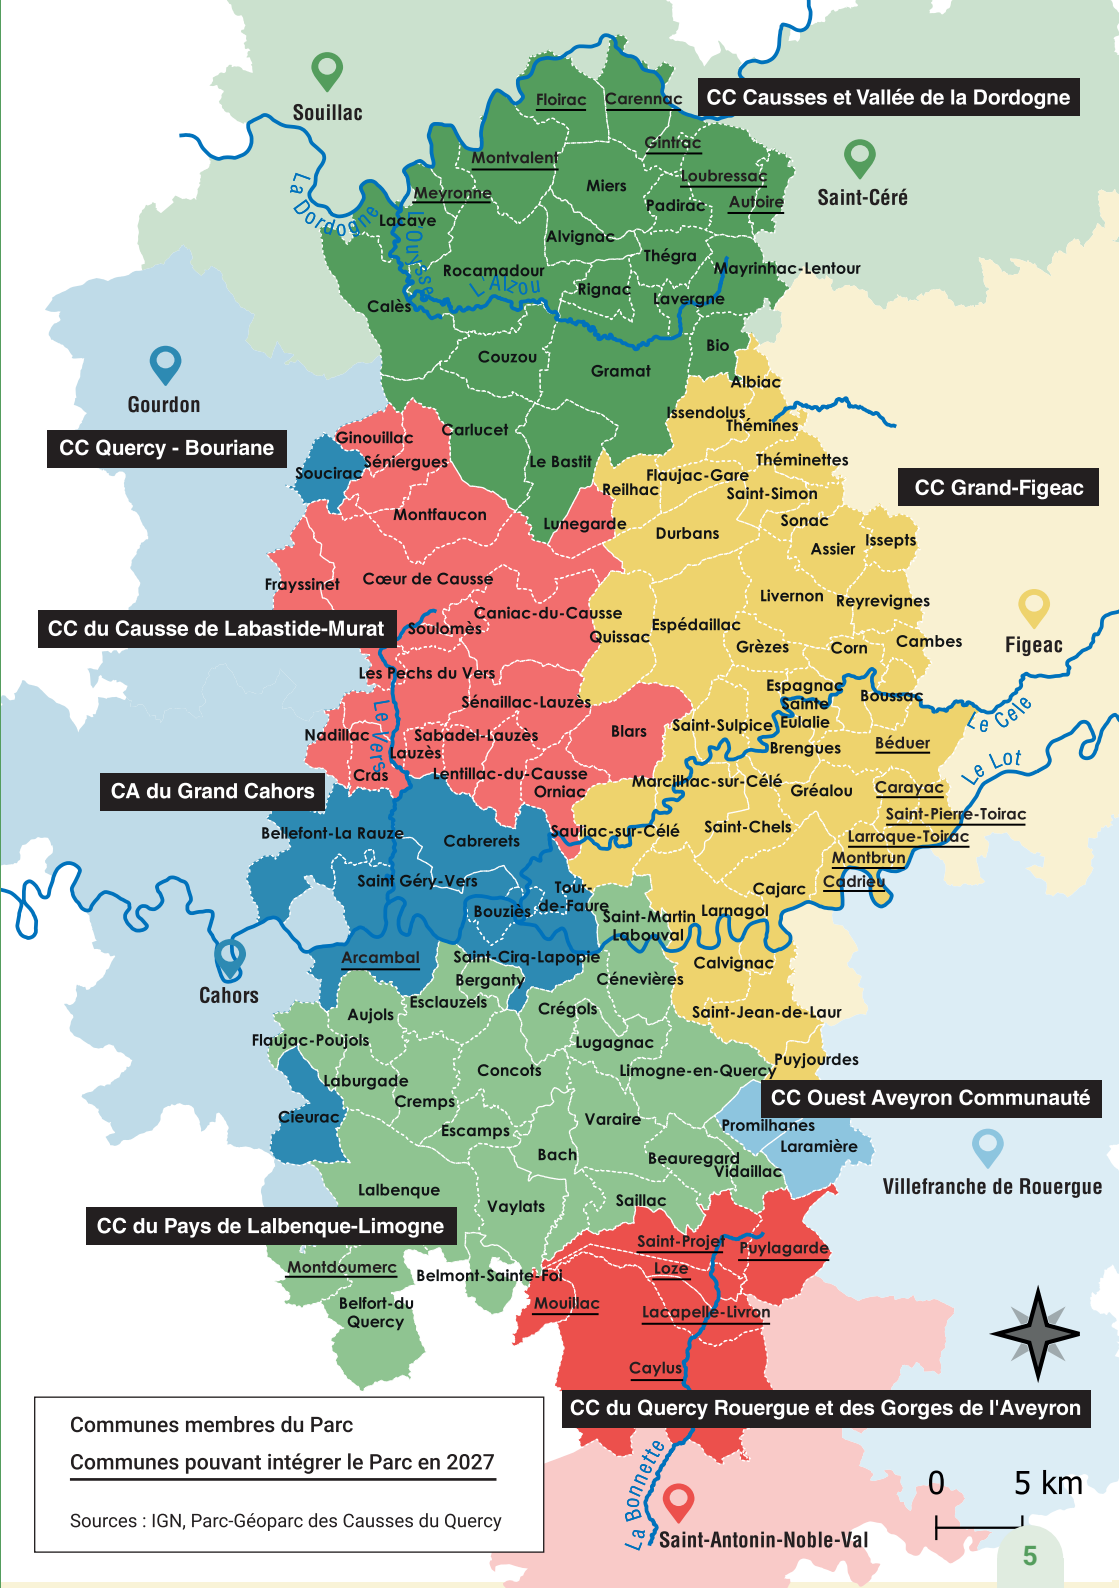 Souillac
Floirac
Carennac
CC Causses et Vallée de la Dordogne
Gintrac
Montvalent
Loubressac
Saint-Céré
Miers
Meyronne
Padirac
Autoire
La Dordogne
Lacave
L'Ouysse
Alvignac
Thégra
Mayrinhac-Lentour
Rocamadour
L'Alzou
Rignac
Lavergne
Calès
Bio
Couzou
Gramat
Albiac
Gourdon
Issendolus
Thémines
CC Quercy - Bouriane
Ginouillac
Carlucet
Séniergues
Le Bastit
Théminettes
Soucirac
Flaujac-Gare
Reilhac
Saint-Simon
CC Grand-Figeac
Montfaucon
Lunegarde
Durbans
Sonac
Assier
Issepts
Frayssinet
Cœur de Causse
Livernon
Reyrevignes
Caniac-du-Causse
CC du Causse de Labastide-Murat
Soulomès
Quissac
Espédaillac
Grèzes
Corn
Cambes
Figeac
Les Pechs du Vers
Espagnac
Sainte
Eulalie
Boussac
Le Vers
Sénaillac-Lauzès
Le Célé
Nadillac
Sabadel-Lauzès
Blars
Saint-Sulpice
Brengues
Béduer
Lauzès
Le Lot
Cras
Lentillac-du-Causse
Orniac
Marcilhac-sur-Célé
Gréalou
Carayac
CA du Grand Cahors
Saint-Pierre-Toirac
Bellefont-La Rauze
Cabrerets
Sauliac-sur-Célé
Saint-Chels
Larroque-Toirac
Montbrun
Saint Géry-Vers
Tour-
de-Faure
Cajarc
Cadrieu
Bouziès
Saint-Martin
Labouval
Larnagol
Arcambal
Saint-Cirq-Lapopie
Calvignac
Cahors
Berganty
Cénevières
Esclauzels
Crégols
Saint-Jean-de-Laur
Aujols
Flaujac-Poujols
Lugagnac
Puyjourdes
Laburgade
Concots
Limogne-en-Quercy
CC Ouest Aveyron Communauté
Cremps
Cieurac
Varaire
Promilhanes
Escamps
Laramière
Bach
Beauregard
Vidaillac
Villefranche de Rouergue
Lalbenque
Vaylats
Saillac
CC du Pays de Lalbenque-Limogne
Saint-Projet
Puylagarde
Montdoumerc
Belmont-Sainte-Foi
Loze
Belfort-du
Quercy
Mouillac
Lacapelle-Livron
Caylus
CC du Quercy Rouergue et des Gorges de l'Aveyron
Communes membres du Parc
Communes pouvant intégrer le Parc en 2027
Sources : IGN, Parc-Géoparc des Causses du Quercy
La Bonnette
Saint-Antonin-Noble-Val
0 5 km
5